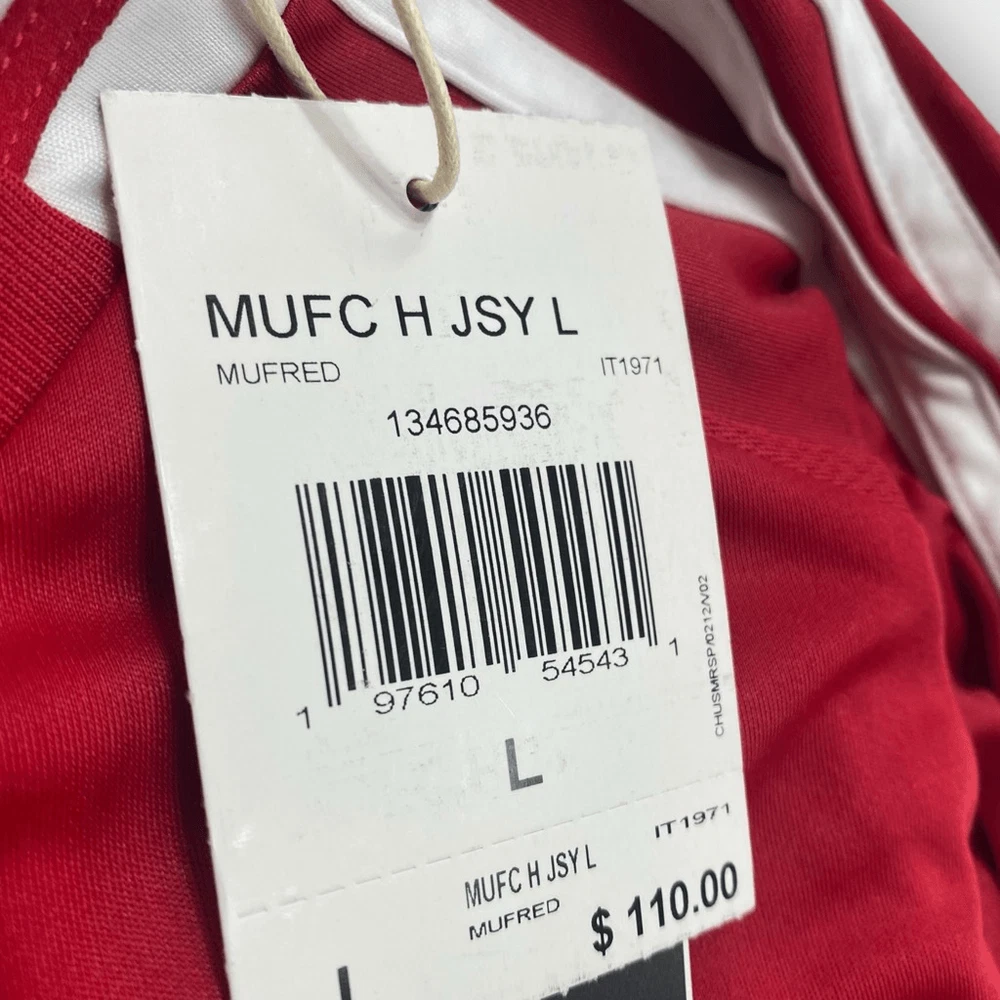 MUFC H JSY L
MUFRED IT1971
134685936
1 97610 54543 1
CHUSMRSP/0212/V02
L
IT1971
MUFC H JSY L
MUFRED
$ 110.00